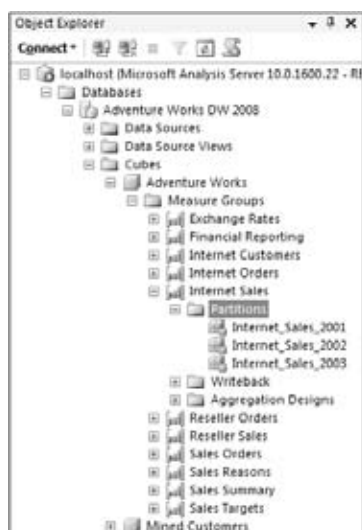 Object Explorer
Connect
localhost (Microsoft Analysis Server 10.0.1600.22 - RE
Databases
Adventure Works DW 2008
Data Sources
Data Source Views
Cubes
Adventure Works
Measure Groups
Exchange Rates
Financial Reporting
Internet Customers
Internet Orders
Internet Sales
Partitions
Internet_Sales_2001
Internet_Sales_2002
Internet_Sales_2003
Writeback
Aggregation Designs
Reseller Orders
Reseller Sales
Sales Orders
Sales Reasons
Sales Summary
Sales Targets
Mined Customers